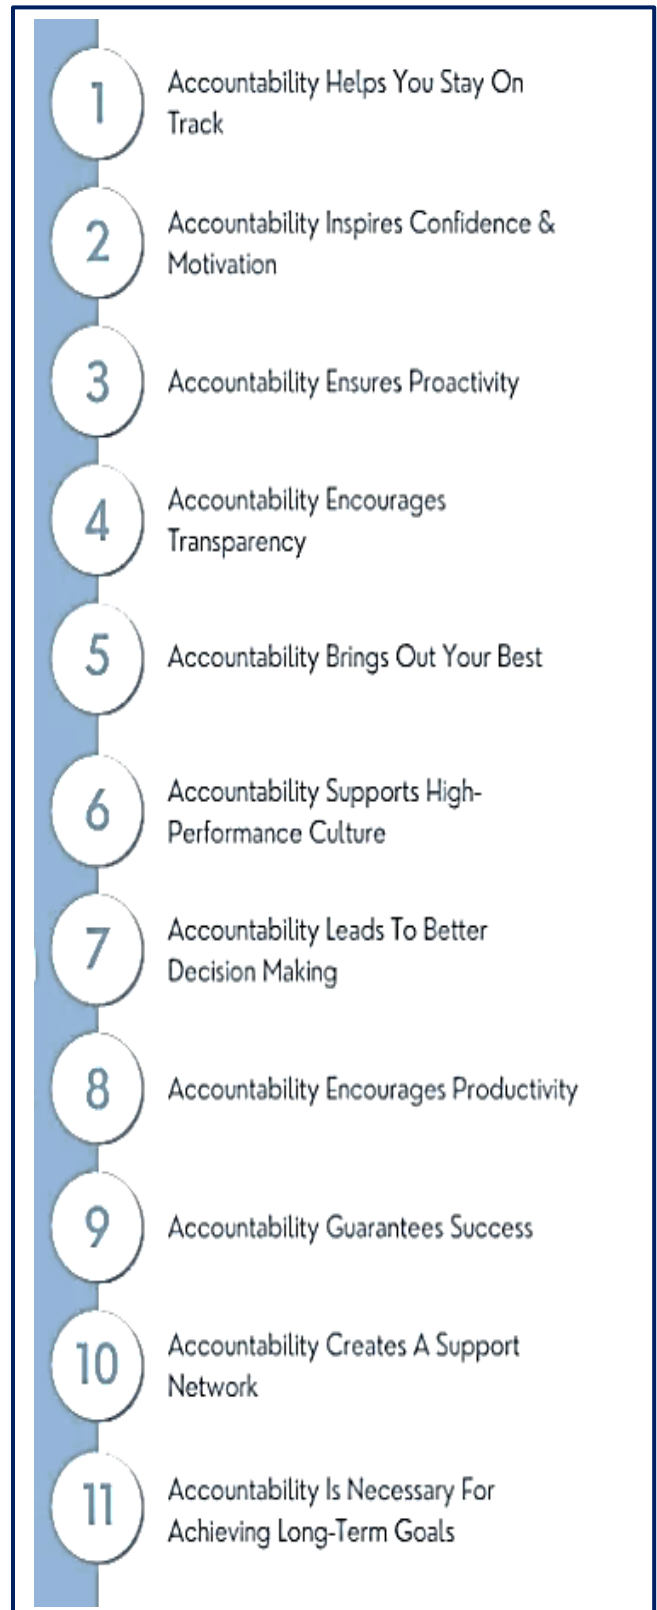 1
Accountability Helps You Stay On
Track
2
Accountability Inspires Confidence &
Motivation
3
Accountability Ensures Proactivity
4
Accountability Encourages
Transparency
5
Accountability Brings Out Your Best
6
Accountability Supports High-
Performance Culture
7
Accountability Leads To Better
Decision Making
8
Accountability Encourages Productivity
9
Accountability Guarantees Success
10
Accountability Creates A Support
Network
11
Accountability Is Necessary For
Achieving Long-Term Goals